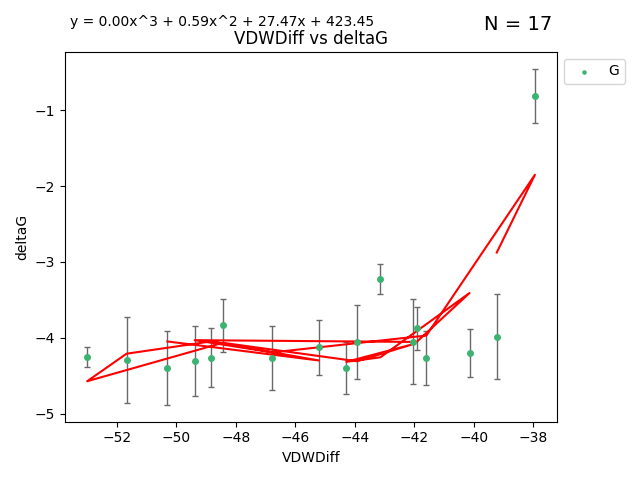 y = 0.00x^3 + 0.59x^2 + 27.47x + 423.45
N = 17
VDWDiff vs deltaG
G
−1
−2
−3
−4
−5
deltaG
−52
−50
−48
−46
−44
−42
−40
−38
VDWDiff